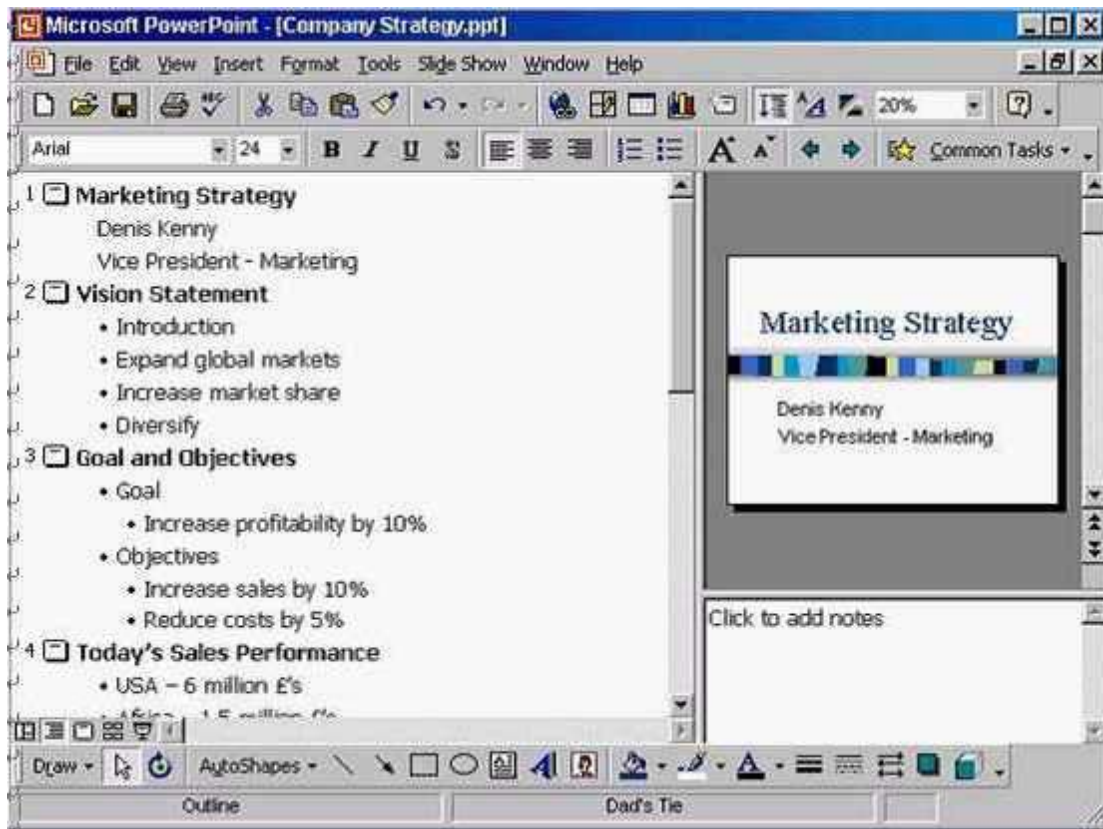 Microsoft PowerPoint - [Company Strategy.ppt]
File Edit View Insert Format Tools Slide Show Window Help
20%
Arial 24 B I U S A A Common Tasks
1 Marketing Strategy
Denis Kenny
Vice President - Marketing
2 Vision Statement
• Introduction
• Expand global markets
• Increase market share
• Diversify
3 Goal and Objectives
• Goal
• Increase profitability by 10%
• Objectives
• Increase sales by 10%
• Reduce costs by 5%
4 Today's Sales Performance
• USA – 6 million £'s
Marketing Strategy
Denis Kenny
Vice President - Marketing
Click to add notes
Draw AutoShapes
Outline Dad's Tie